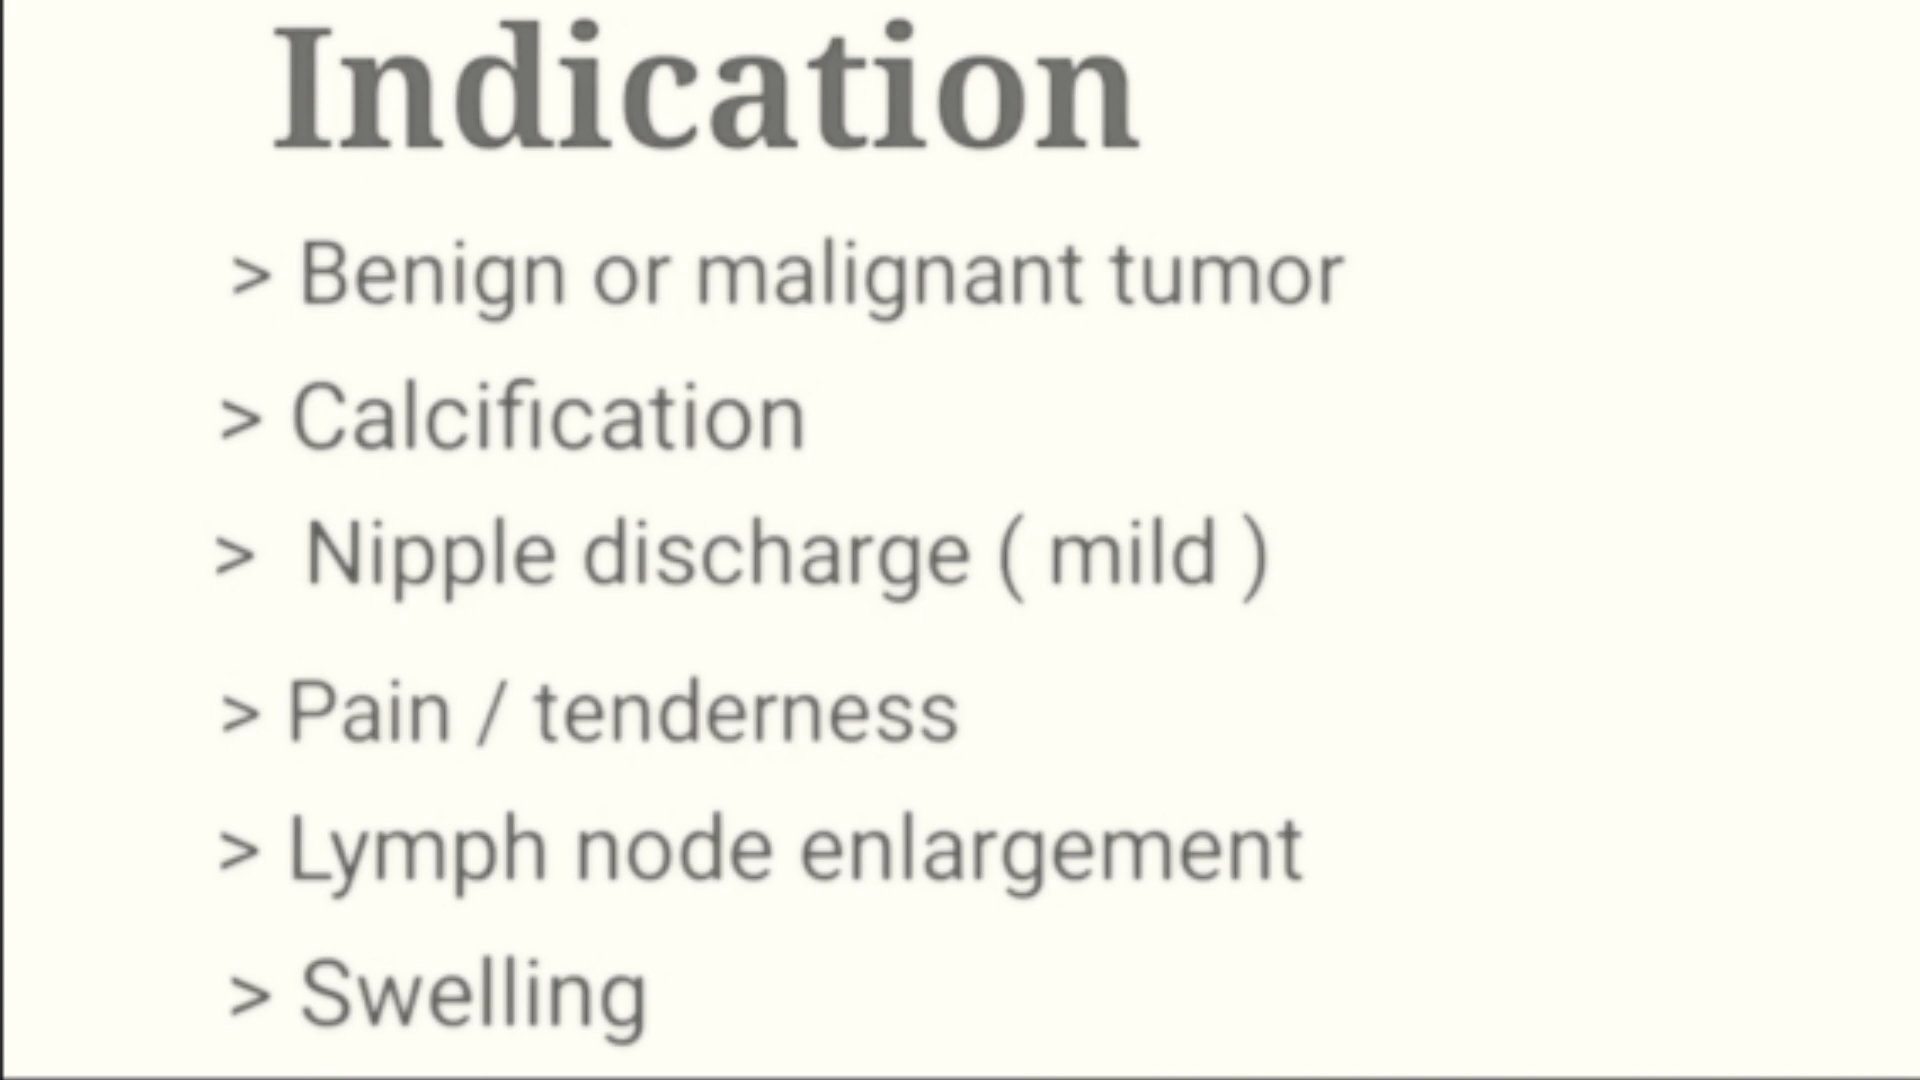 Indication
> Benign or malignant tumor
> Calcification
> Nipple discharge ( mild )
> Pain / tenderness
> Lymph node enlargement
> Swelling